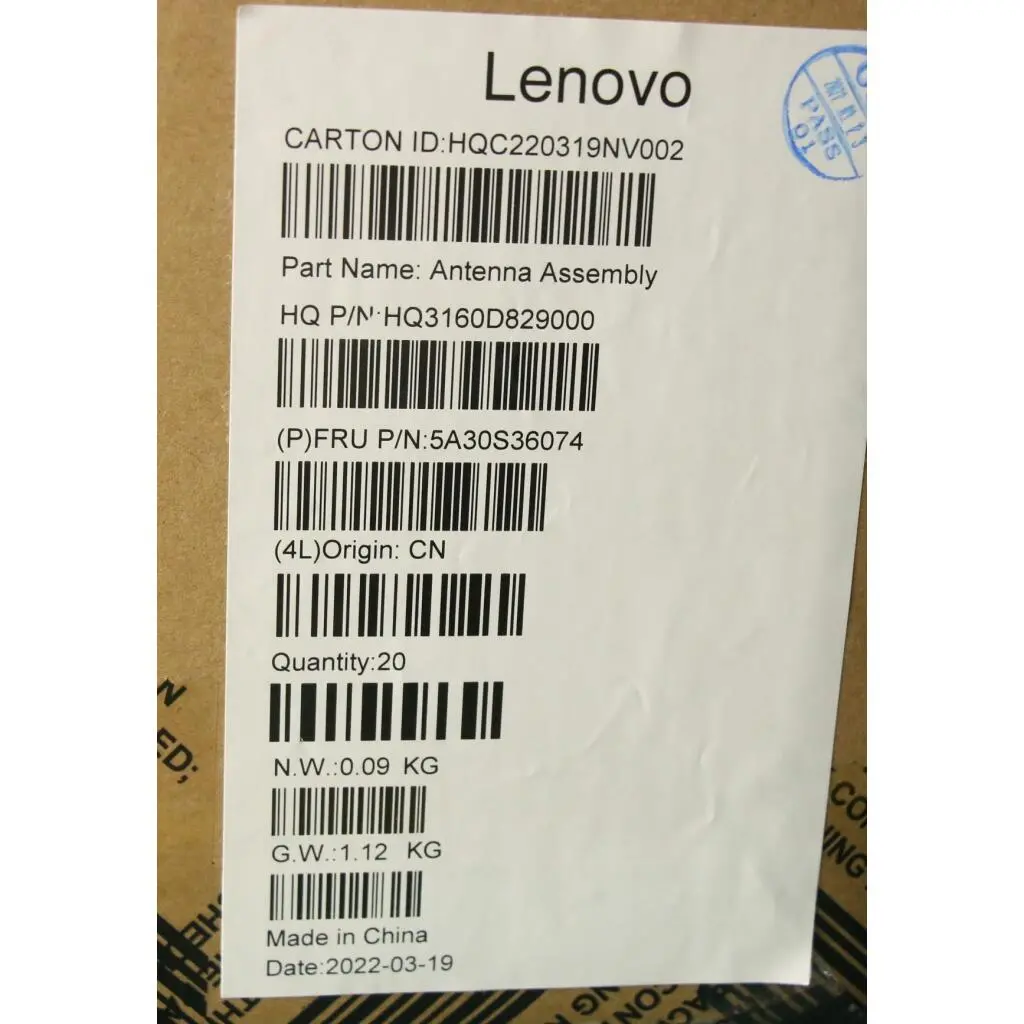 Lenovo
PASS
01
CARTON ID:HQC220319NV002
Part Name: Antenna Assembly
HQ P/N:HQ3160D829000
(P)FRU P/N:5A30S36074
(4L)Origin: CN
Quantity:20
N.W.:0.09 KG
G.W.:1.12 KG
Made in China
Date:2022-03-19